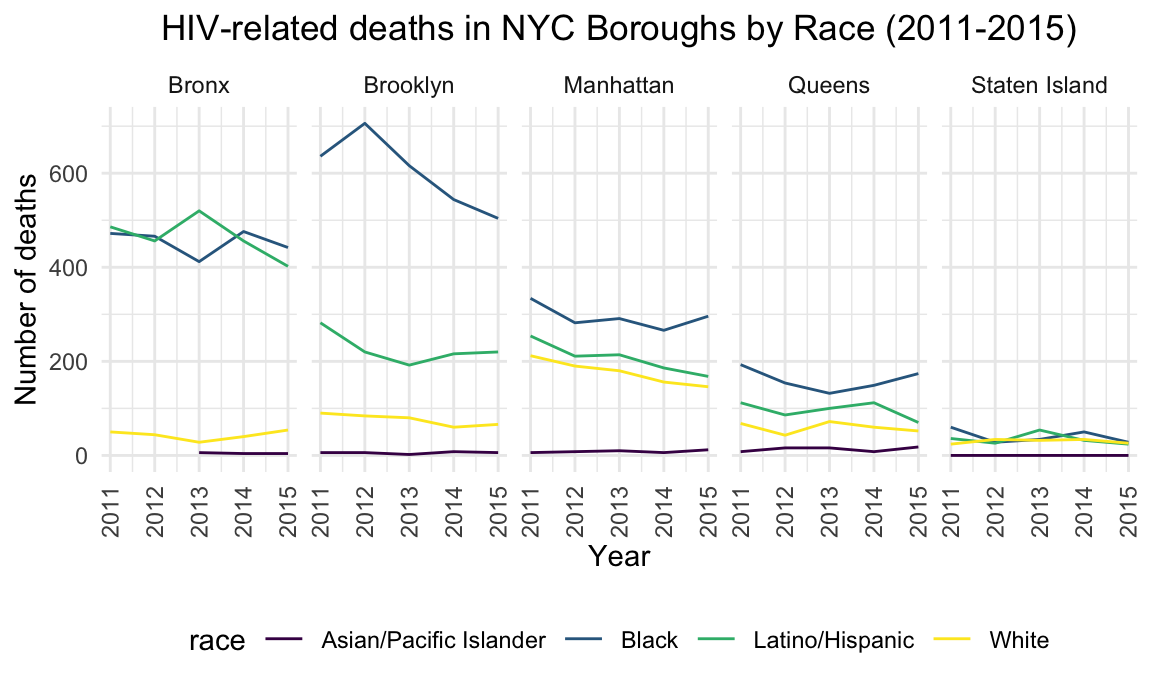 HIV-related deaths in NYC Boroughs by Race (2011-2015)
Bronx Brooklyn Manhattan Queens Staten Island
Number of deaths
600
400
200
0
2011 2012 2013 2014 2015 2011 2012 2013 2014 2015 2011 2012 2013 2014 2015 2011 2012 2013 2014 2015 2011 2012 2013 2014 2015
Year
race Asian/Pacific Islander Black Latino/Hispanic White